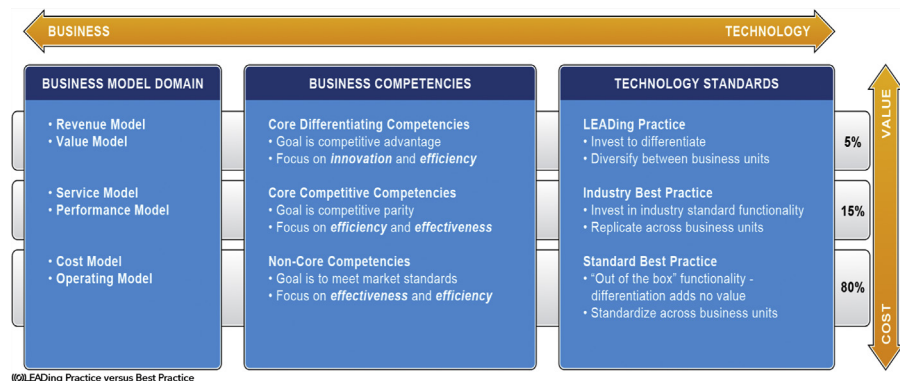 BUSINESS
TECHNOLOGY
BUSINESS MODEL DOMAIN
• Revenue Model
• Value Model
• Service Model
• Performance Model
• Cost Model
• Operating Model
BUSINESS COMPETENCIES
Core Differentiating Competencies
• Goal is competitive advantage
• Focus on innovation and efficiency
Core Competitive Competencies
• Goal is competitive parity
• Focus on efficiency and effectiveness
Non-Core Competencies
• Goal is to meet market standards
• Focus on effectiveness and efficiency
TECHNOLOGY STANDARDS
LEADing Practice
• Invest to differentiate
• Diversify between business units
Industry Best Practice
• Invest in industry standard functionality
• Replicate across business units
Standard Best Practice
• “Out of the box” functionality -
differentiation adds no value
• Standardize across business units
5%
15%
80%
VALUE
COST
LEADing Practice versus Best Practice